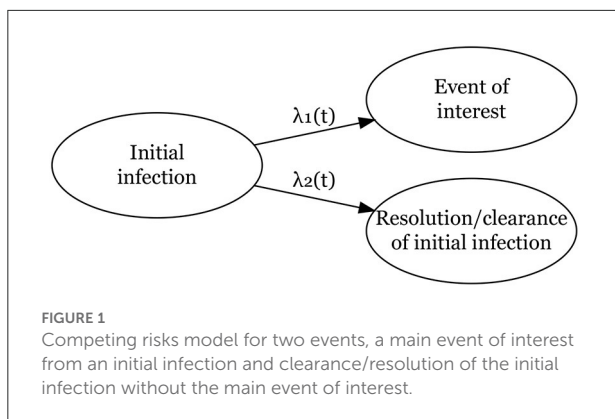 Initial
infection
λ1(t)
λ2(t)
Event of
interest
Resolution/clearance
of initial infection
FIGURE 1
Competing risks model for two events, a main event of interest
from an initial infection and clearance/resolution of the initial
infection without the main event of interest.